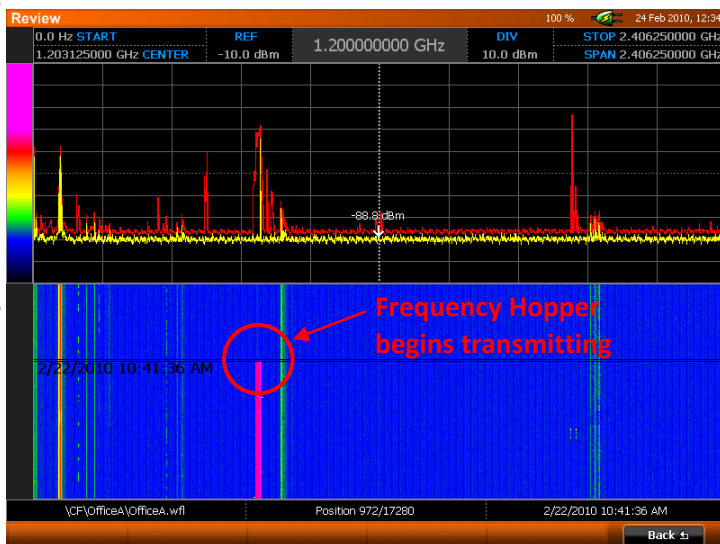 Review 100 % 24 Feb 2010, 12:34
0.0 Hz START REF 1.200000000 GHz DIV STOP 2.406250000 GHz
1.203125000 GHz CENTER -10.0 dBm 10.0 dBm SPAN 2.406250000 GHz
-88.8 dBm
Frequency Hopper
begins transmitting
2/22/2010 10:41:36 AM
\CF\OfficeA\OfficeA.wfl Position 972/17280 2/22/2010 10:41:36 AM
Back